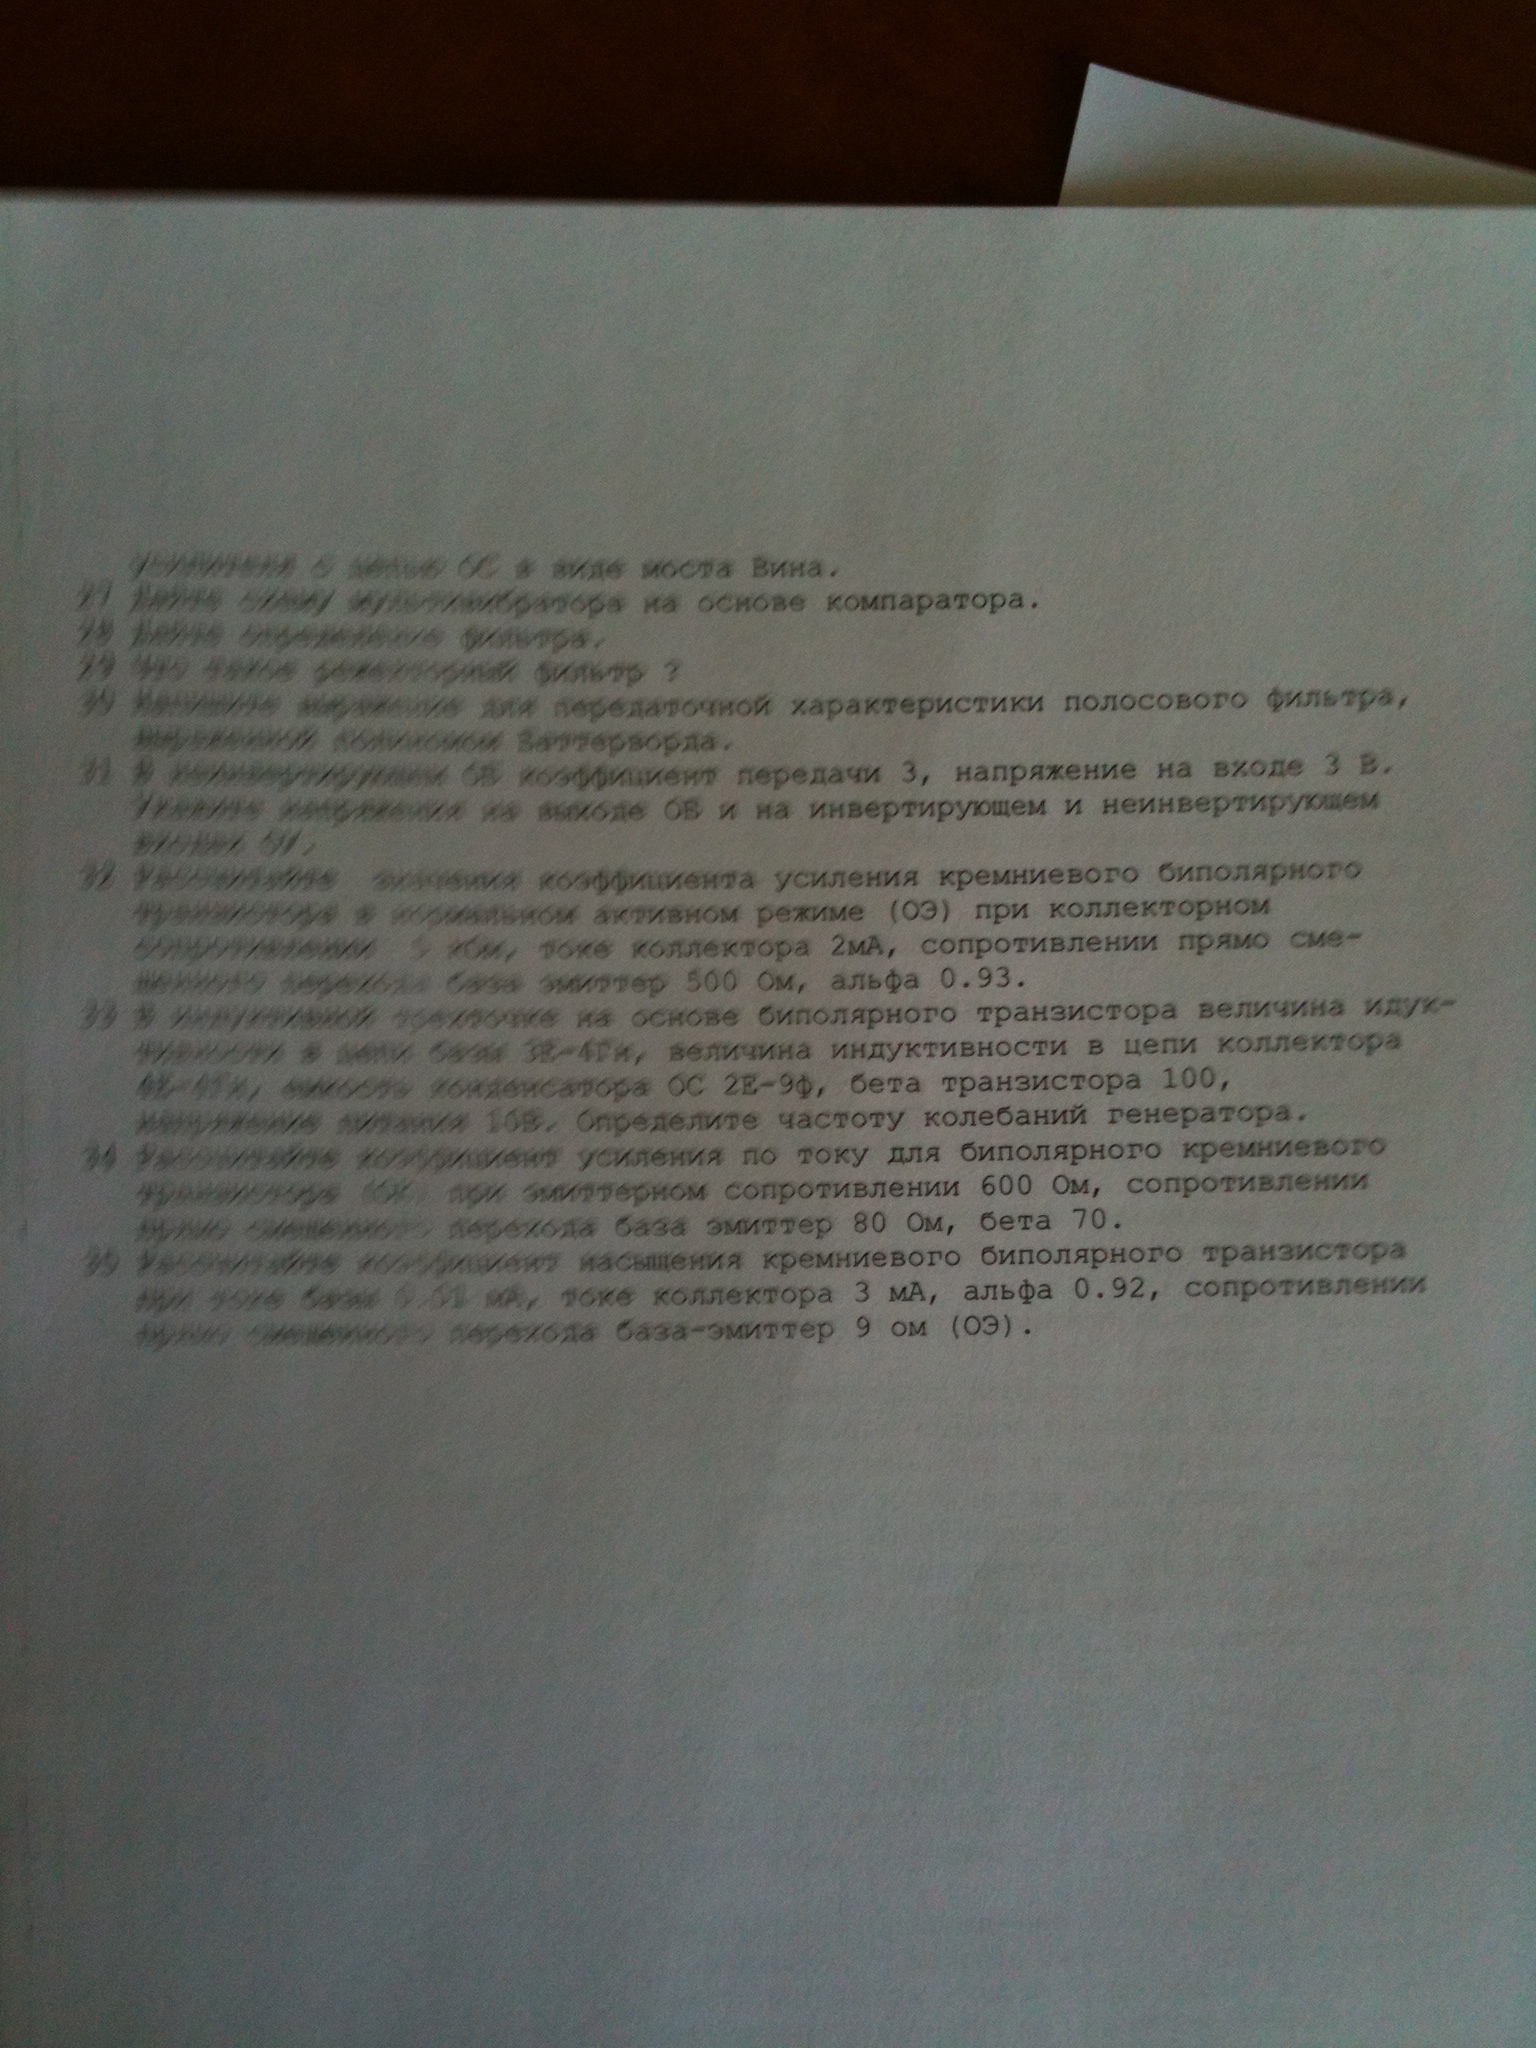 усилителя с цепью ОС в виде моста Вина.
27 Дайте схему мультивибратора на основе компаратора.
28 Дайте определение фильтра.
29 Что такое режекторный фильтр ?
30 Напишите выражение для передаточной характеристики полосового фильтра,
выраженной полиномом Баттерворда.
31 В неинвертирующем ОВ коэффициент передачи 3, напряжение на входе 3 В.
Укажите напряжения на выходе ОВ и на инвертирующем и неинвертирующем
входах
32 Рассчитайте значения коэффициента усиления кремниевого биполярного
транзистора в нормальном активном режиме (ОЭ) при коллекторном
сопротивлении кОм, токе коллектора 2мА, сопротивлении прямо сме-
щенного перехода база эмиттер 500 Ом, альфа 0.93.
33 В индуктивной трехточке на основе биполярного транзистора величина идук-
тивности в цепи базы 3Е-4Гн, величина индуктивности в цепи коллектора
4Е-4Гн, емкость конденсатора ОС 2Е-9ф, бета транзистора 100,
напряжение питания 10В. Определите частоту колебаний генератора.
34 Рассчитайте коэффициент усиления по току для биполярного кремниевого
транзистора при эмиттерном сопротивлении 600 Ом, сопротивлении
прямо смещенного перехода база эмиттер 80 Ом, бета 70.
35 Рассчитайте коэффициент насыщения кремниевого биполярного транзистора
при токе базы мА, токе коллектора 3 мА, альфа 0.92, сопротивлении
прямо смещенного перехода база-эмиттер 9 ом (ОЭ).